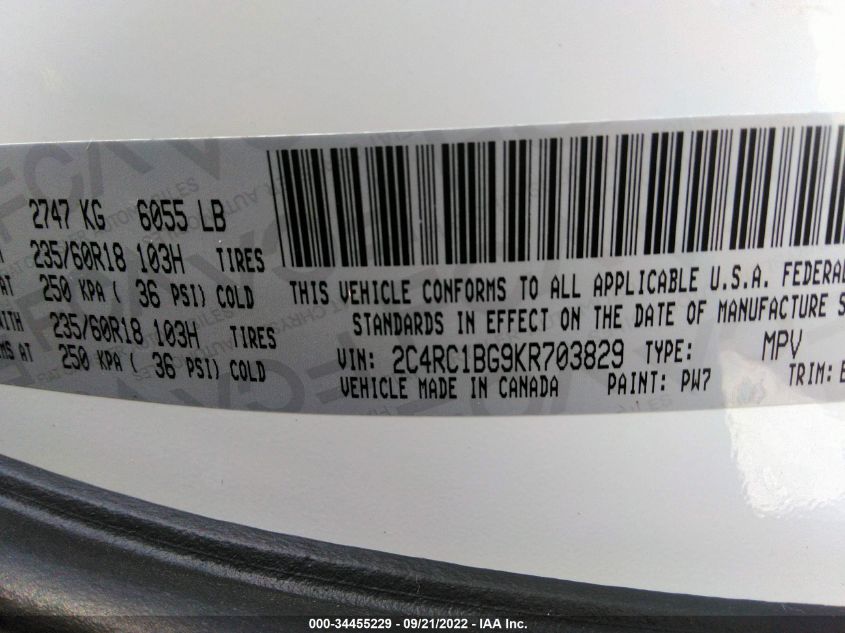 2747 KG 6055 LB
235/60R18 103H TIRES
250 KPA ( 36 PSI) COLD
235/60R18 103H TIRES
MS AT 250 KPA ( 36 PSI) COLD
THIS VEHICLE CONFORMS TO ALL APPLICABLE U.S.A. FEDERAL
STANDARDS IN EFFECT ON THE DATE OF MANUFACTURE S
VIN: 2C4RC1BG9KR703829 TYPE: MPV
VEHICLE MADE IN CANADA PAINT: PW7 TRIM:
000-34455229 - 09/21/2022 - IAA Inc.